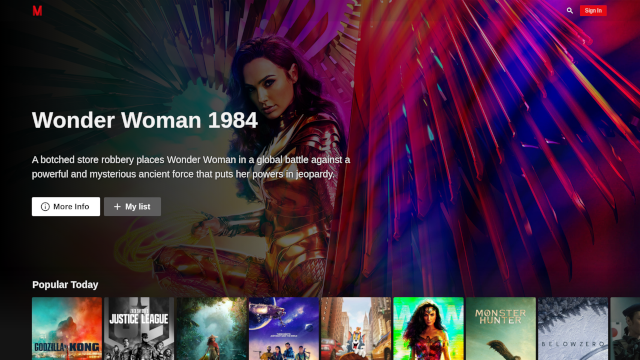 M
Sign In
Wonder Woman 1984
A botched store robbery places Wonder Woman in a global battle against a
powerful and mysterious ancient force that puts her powers in jeopardy.
More Info
My list
Popular Today
GODZILLA KONG
JUSTICE LEAGUE
MONSTER
HUNTER
BELOW ZERO